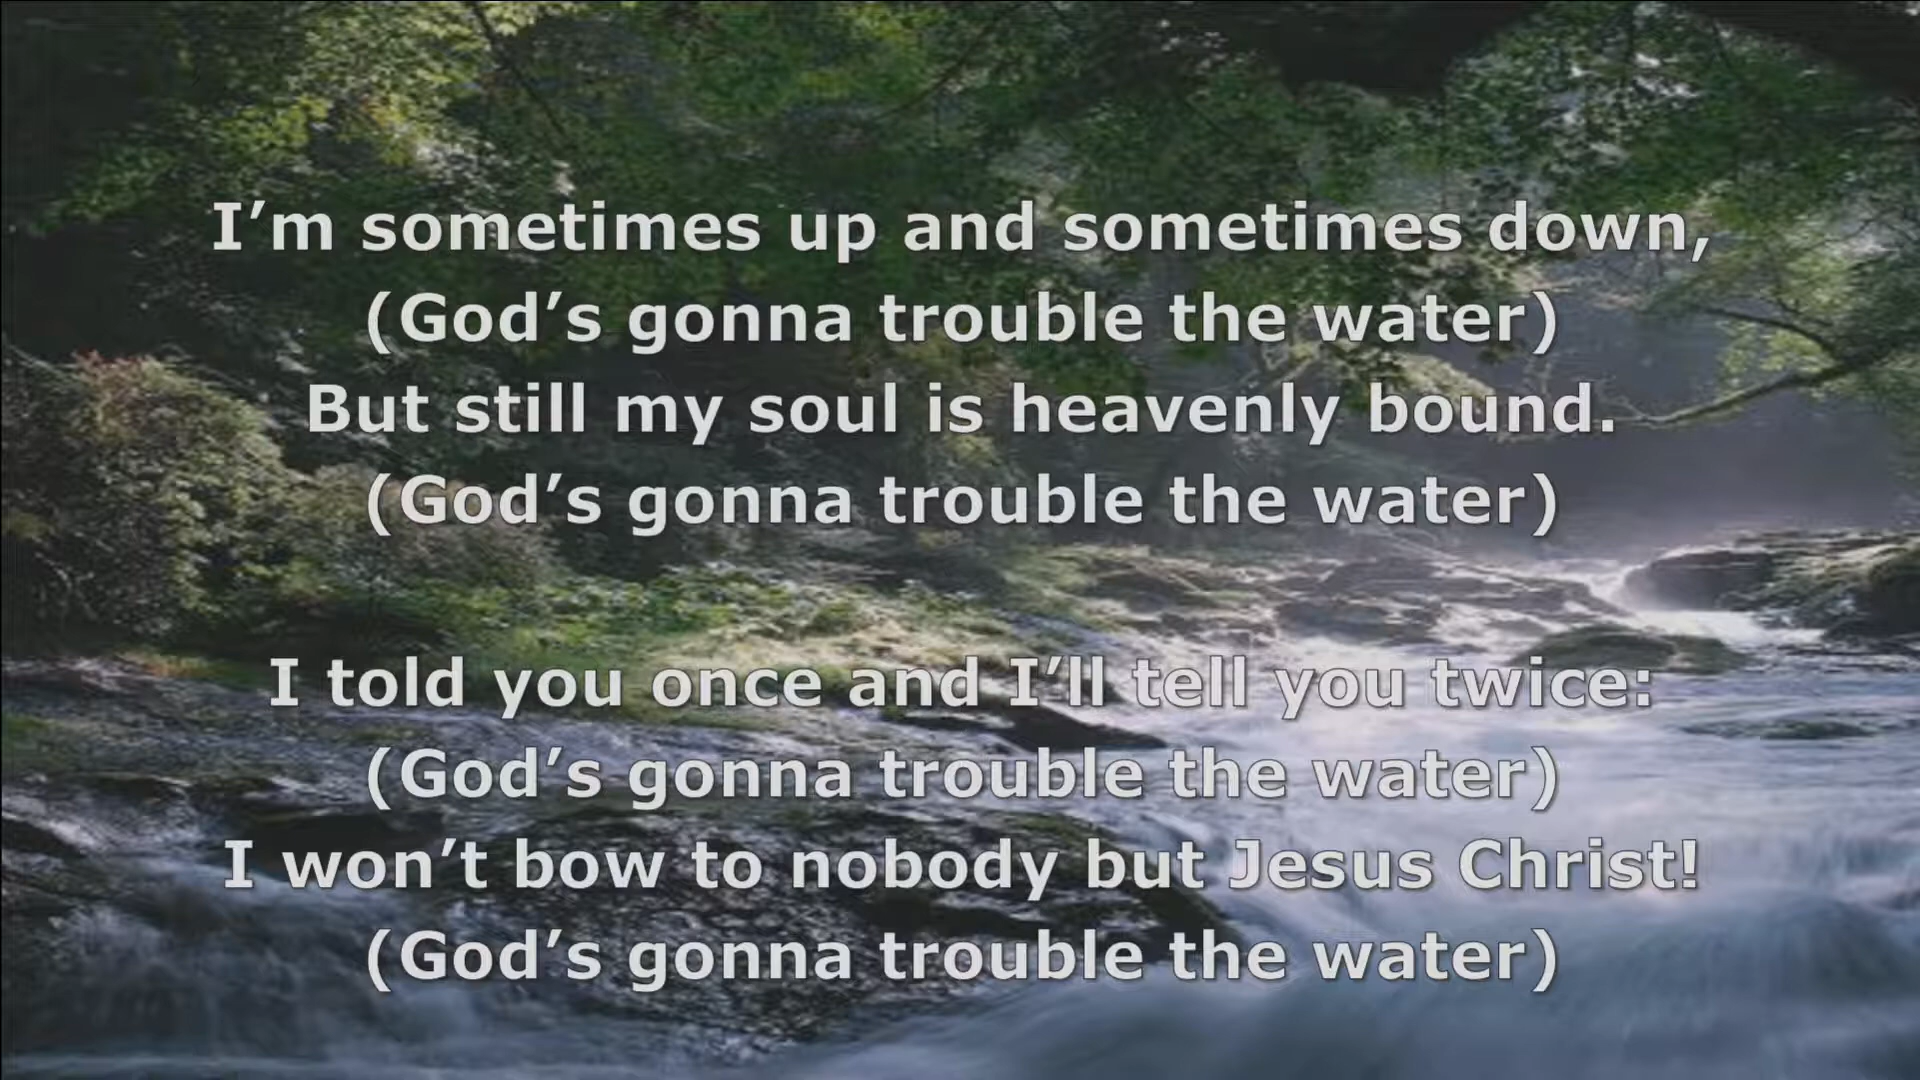 I’m sometimes up and sometimes down,
(God’s gonna trouble the water)
But still my soul is heavenly bound.
(God’s gonna trouble the water)
I told you once and I’ll tell you twice:
(God’s gonna trouble the water)
I won’t bow to nobody but Jesus Christ!
(God’s gonna trouble the water)